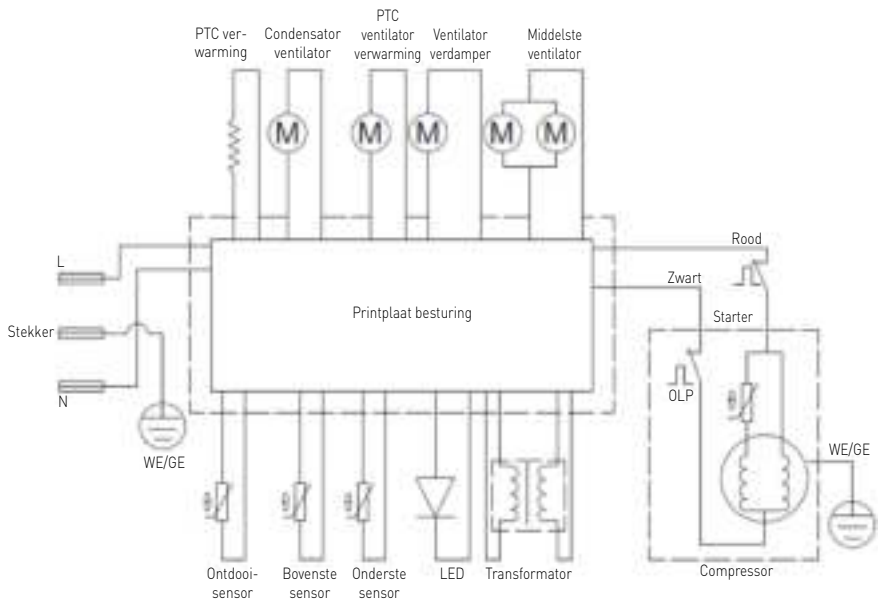 PTC ver-
warming
Condensator
ventilator
PTC
ventilator
verwarming
Ventilator
verdamper
Middelste
ventilator
M
M
M
M
M
L
Stekker
N
WE/GE
Printplaat besturing
Rood
Zwart
Starter
OLP
WE/GE
Compressor
Ontdooi-
sensor
Bovenste
sensor
Onderste
sensor
LED
Transformator